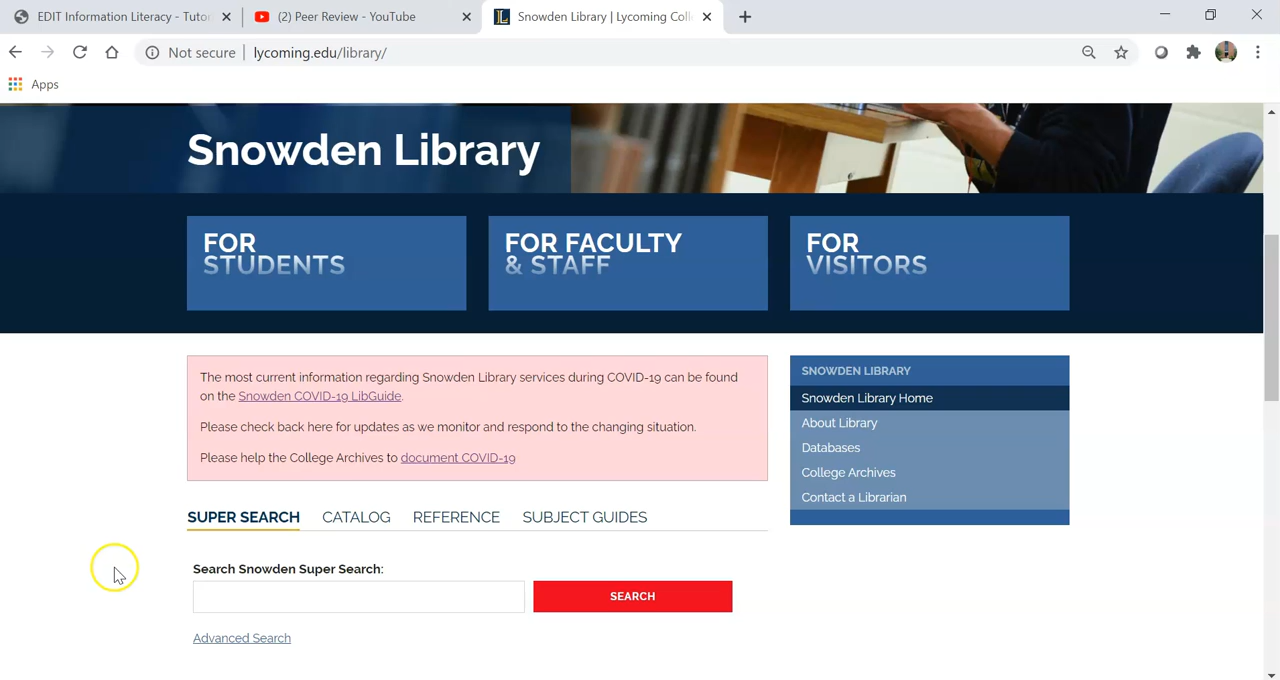 EDIT Information Literacy - Tutor
(2) Peer Review - YouTube
Snowden Library | Lycoming Coll
Not secure
lycoming.edu/library/
Apps
Snowden Library
FOR
STUDENTS
FOR FACULTY
& STAFF
FOR
VISITORS
The most current information regarding Snowden Library services during COVID-19 can be found
on the Snowden COVID-19 LibGuide.
Please check back here for updates as we monitor and respond to the changing situation.
Please help the College Archives to document COVID-19
SNOWDEN LIBRARY
Snowden Library Home
About Library
Databases
College Archives
Contact a Librarian
SUPER SEARCH
CATALOG
REFERENCE
SUBJECT GUIDES
Search Snowden Super Search:
SEARCH
Advanced Search